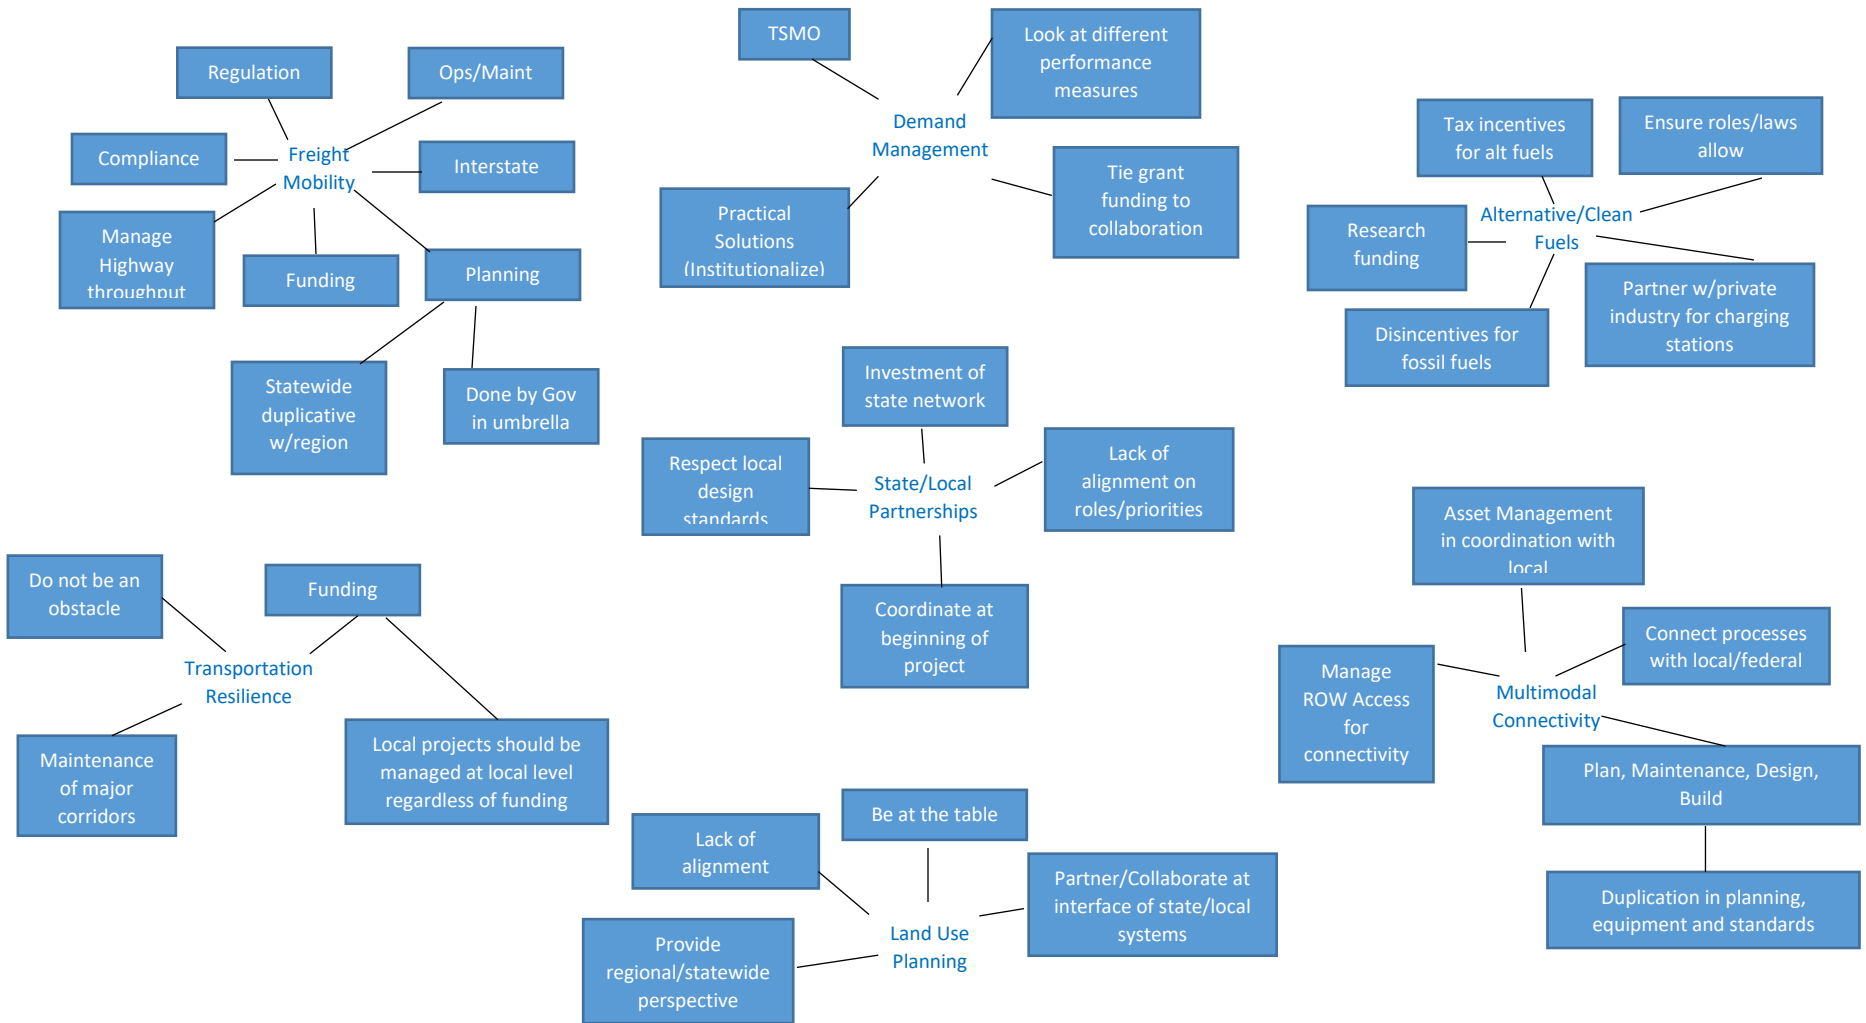 Regulation
Ops/Maint
Compliance
Freight
Mobility
Interstate
Manage
Highway
throughput
Funding
Planning
Statewide
duplicative
w/region
Done by Gov
in umbrella
TSMO
Look at different
performance
measures
Demand
Management
Practical
Solutions
(Institutionalize)
Tie grant
funding to
collaboration
Tax incentives
for alt fuels
Ensure roles/laws
allow
Alternative/Clean
Fuels
Research
funding
Partner w/private
industry for charging
stations
Disincentives for
fossil fuels
Investment of
state network
Respect local
design
standards
State/Local
Partnerships
Lack of
alignment on
roles/priorities
Coordinate at
beginning of
project
Do not be an
obstacle
Funding
Transportation
Resilience
Maintenance
of major
corridors
Local projects should be
managed at local level
regardless of funding
Asset Management
in coordination with
local
Connect processes
with local/federal
Manage
ROW Access
for
connectivity
Multimodal
Connectivity
Plan, Maintenance, Design,
Build
Duplication in planning,
equipment and standards
Be at the table
Lack of
alignment
Partner/Collaborate at
interface of state/local
systems
Land Use
Planning
Provide
regional/statewide
perspective